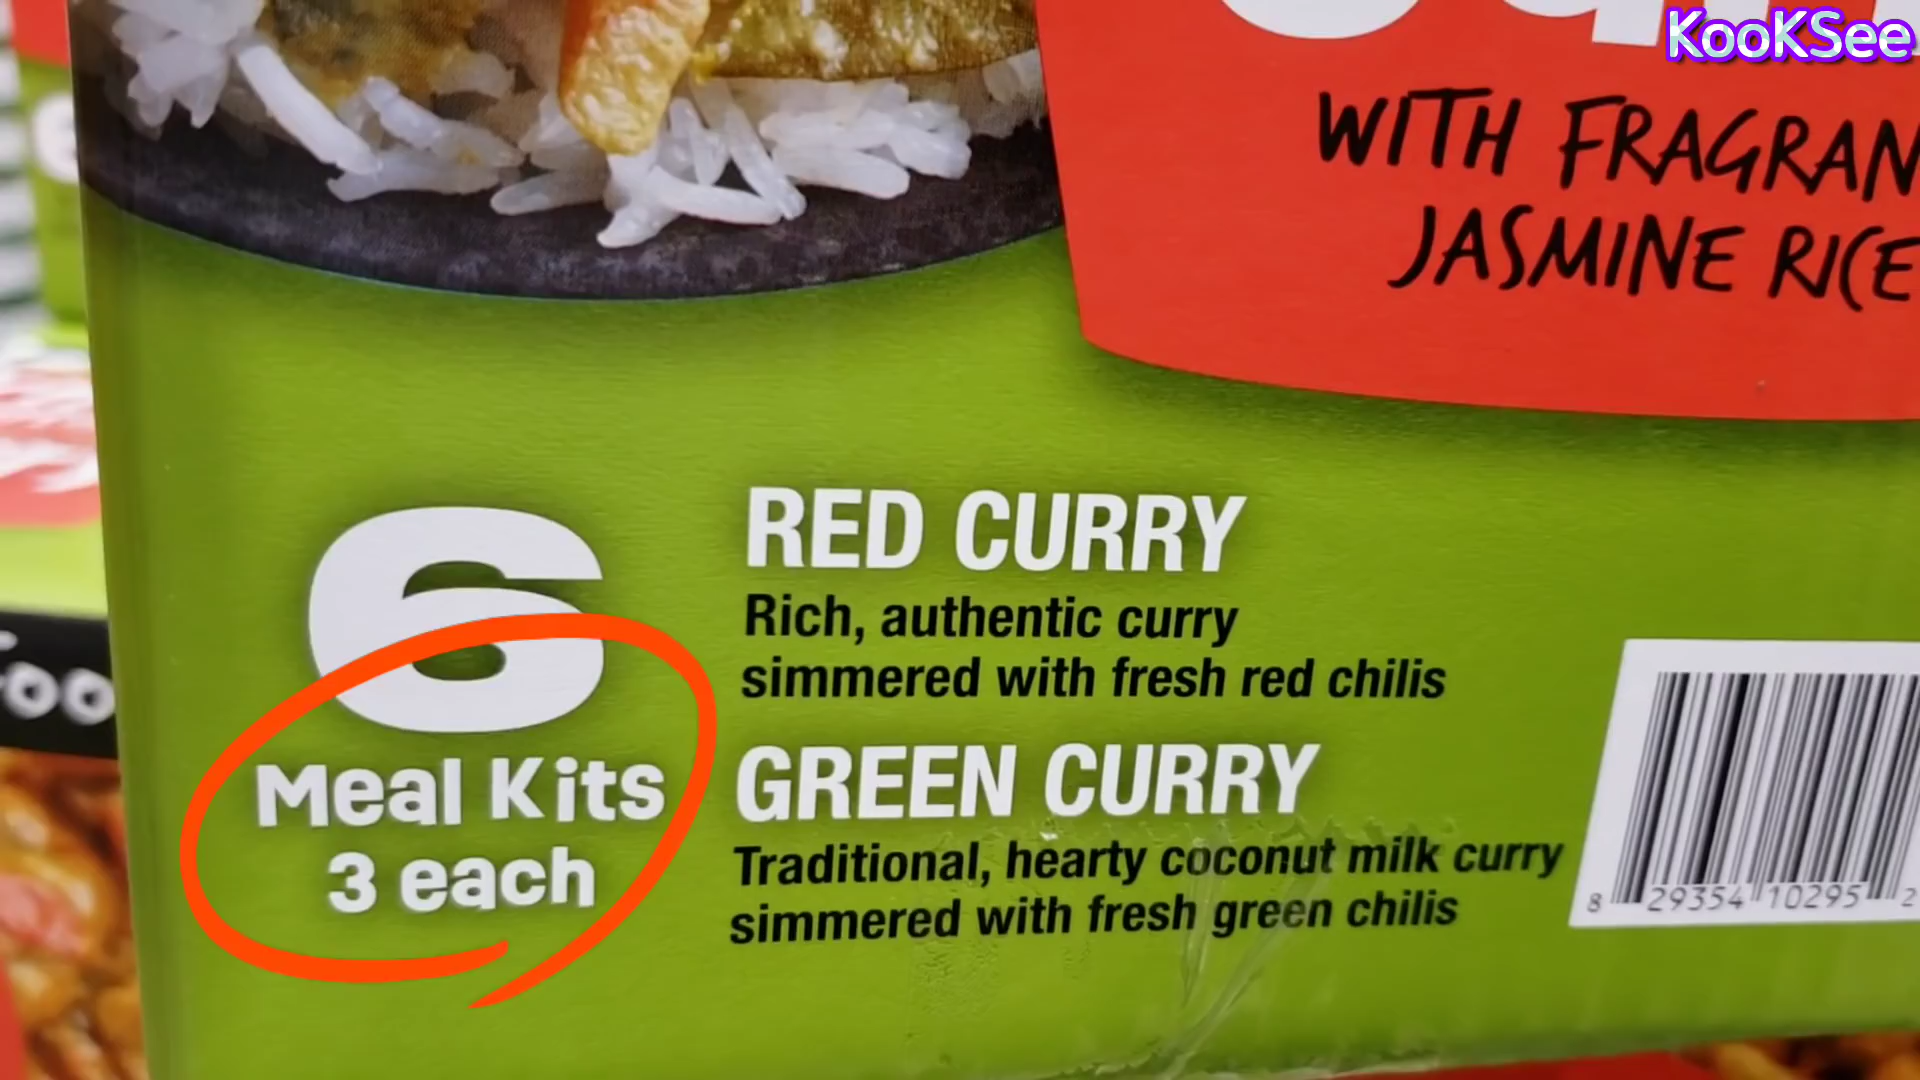 KooKSee
WITH FRAGRAN
JASMINE RICE
6
Meal Kits
3 each
RED CURRY
Rich, authentic curry
simmered with fresh red chilis
GREEN CURRY
Traditional, hearty coconut milk curry
simmered with fresh green chilis
8 29354 10295 2